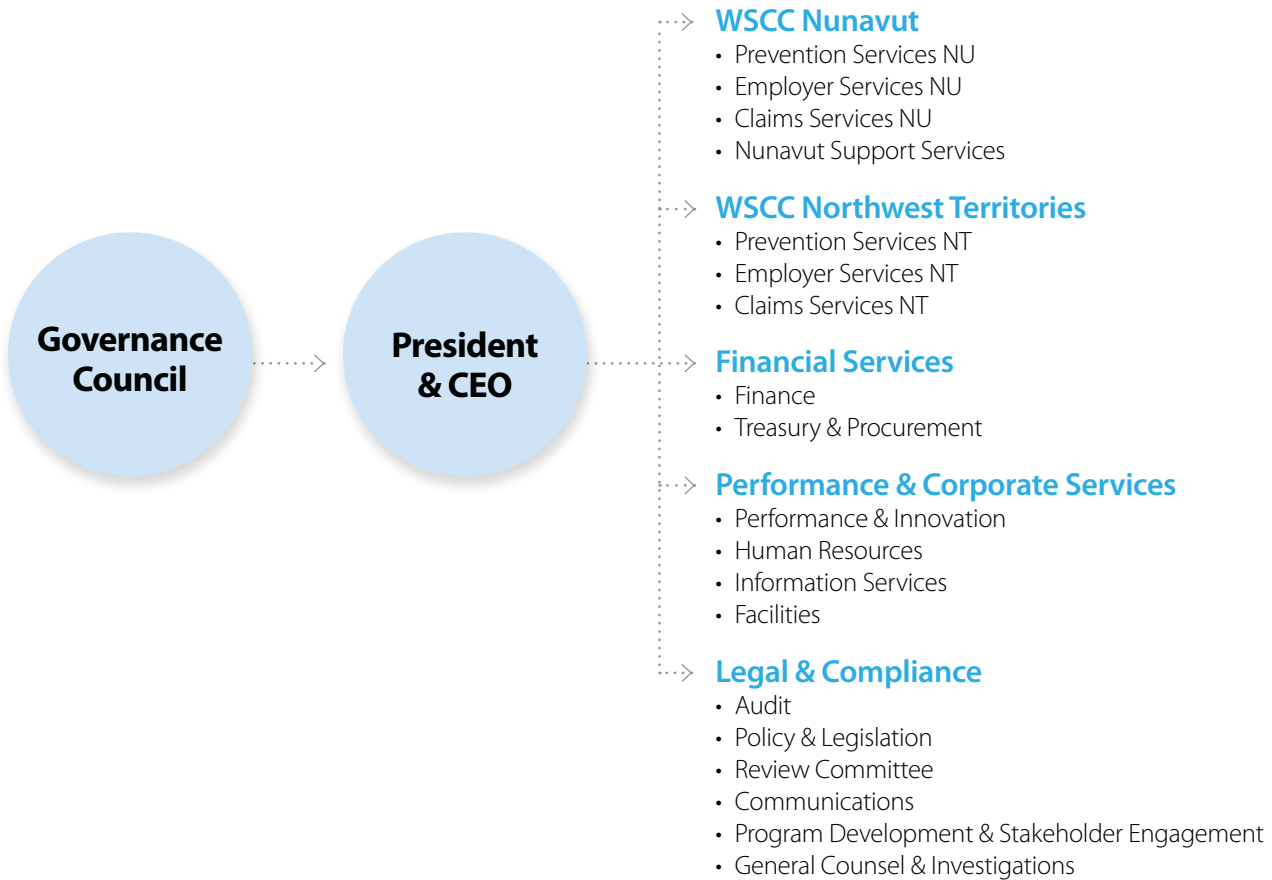 Governance
Council
President
& CEO
WSCC Nunavut
• Prevention Services NU
• Employer Services NU
• Claims Services NU
• Nunavut Support Services
WSCC Northwest Territories
• Prevention Services NT
• Employer Services NT
• Claims Services NT
Financial Services
• Finance
• Treasury & Procurement
Performance & Corporate Services
• Performance & Innovation
• Human Resources
• Information Services
• Facilities
Legal & Compliance
• Audit
• Policy & Legislation
• Review Committee
• Communications
• Program Development & Stakeholder Engagement
• General Counsel & Investigations